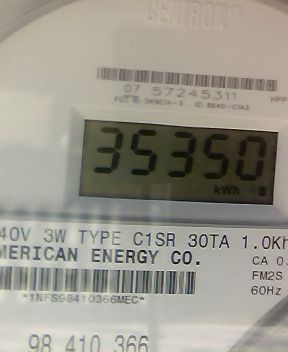 CENTRON®
07 57245311
35350
kWh
40V 3W TYPE C1SR 30TA 1.0Kh
MERICAN ENERGY CO.
CA 0.
FM2S
60Hz
*1NFS98410366MEC*
98 410 366